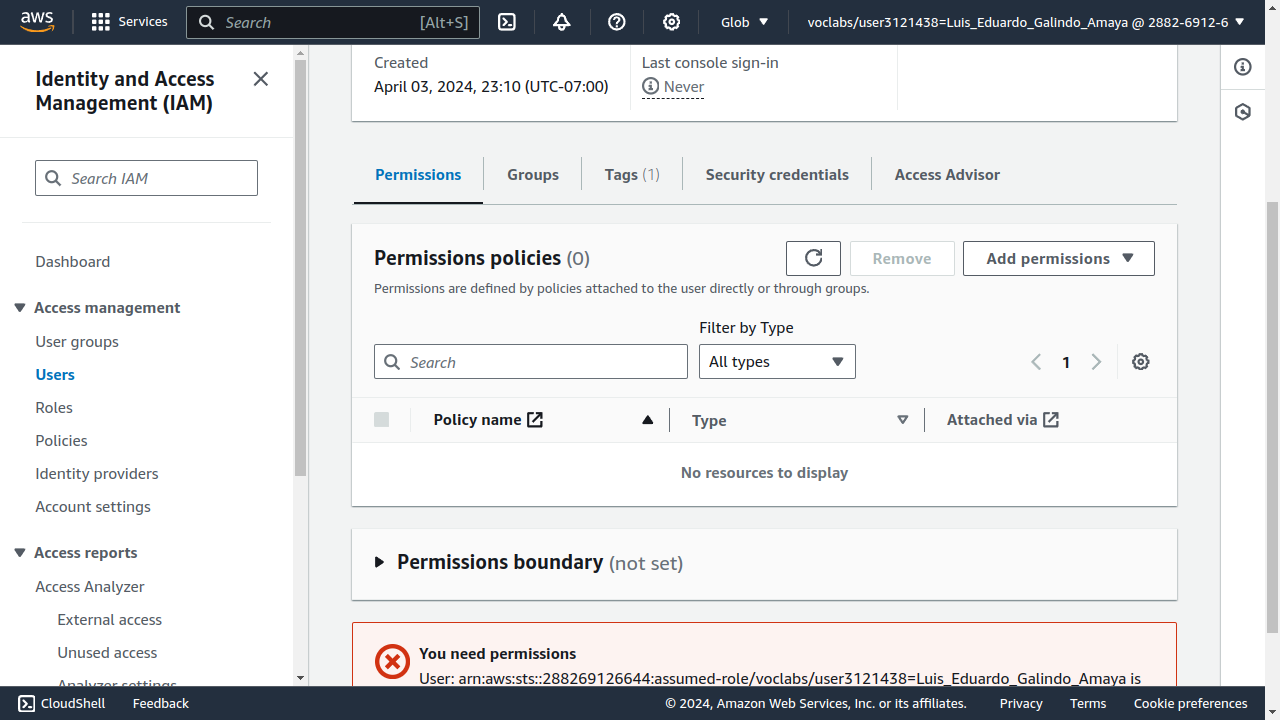 aws
Services
Search
[Alt+S]
Glob
voclabs/user3121438=Luis_Eduardo_Galindo_Amaya @ 2882-6912-6
Identity and Access
Management (IAM)
Search IAM
Dashboard
Access management
User groups
Users
Roles
Policies
Identity providers
Account settings
Access reports
Access Analyzer
External access
Unused access
Analyzer settings
Created
April 03, 2024, 23:10 (UTC-07:00)
Last console sign-in
Never
Permissions
Groups
Tags (1)
Security credentials
Access Advisor
Permissions policies (0)
Remove
Add permissions
Permissions are defined by policies attached to the user directly or through groups.
Filter by Type
Search
All types
1
Policy name
Type
Attached via
No resources to display
Permissions boundary (not set)
You need permissions
User: arn:aws:sts::288269126644:assumed-role/voclabs/user3121438=Luis_Eduardo_Galindo_Amaya is
CloudShell
Feedback
© 2024, Amazon Web Services, Inc. or its affiliates.
Privacy
Terms
Cookie preferences